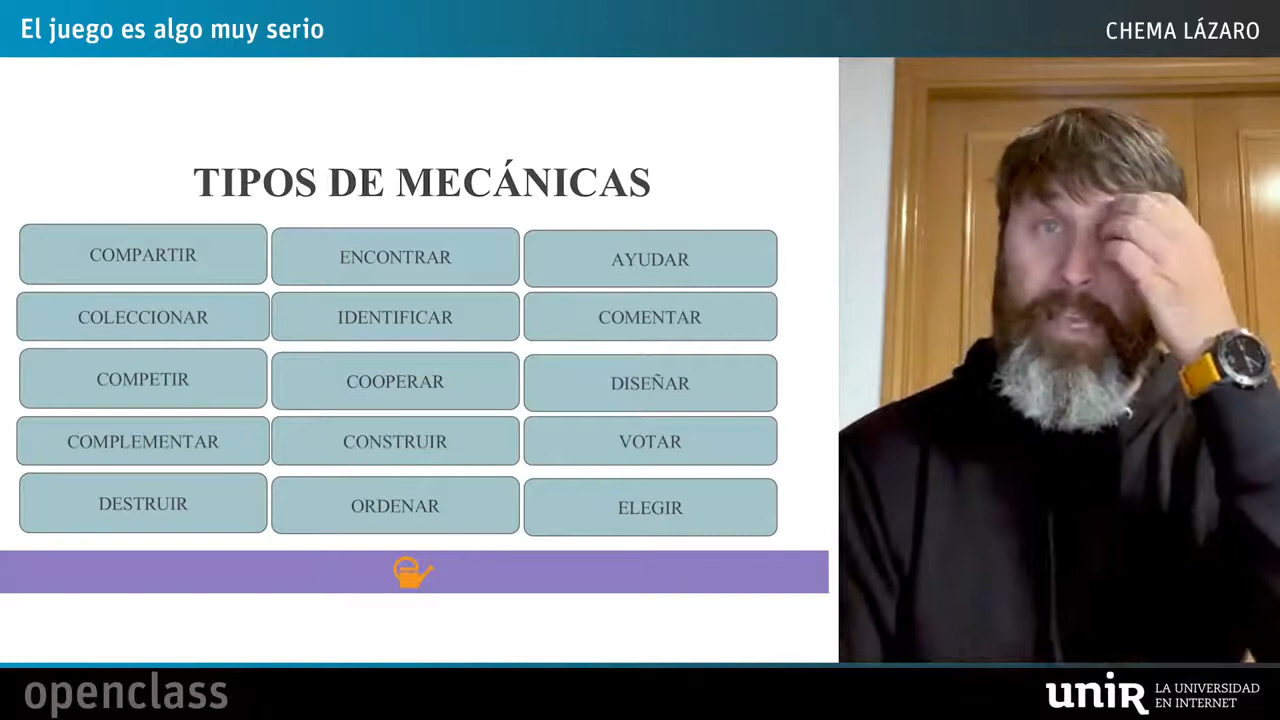 El juego es algo muy serio
CHEMA LÁZARO
TIPOS DE MECÁNICAS
COMPARTIR
ENCONTRAR
AYUDAR
COLECCIONAR
IDENTIFICAR
COMENTAR
COMPETIR
COOPERAR
DISEÑAR
COMPLEMENTAR
CONSTRUIR
VOTAR
DESTRUIR
ORDENAR
ELEGIR
openclass
unir
LA UNIVERSIDAD
EN INTERNET